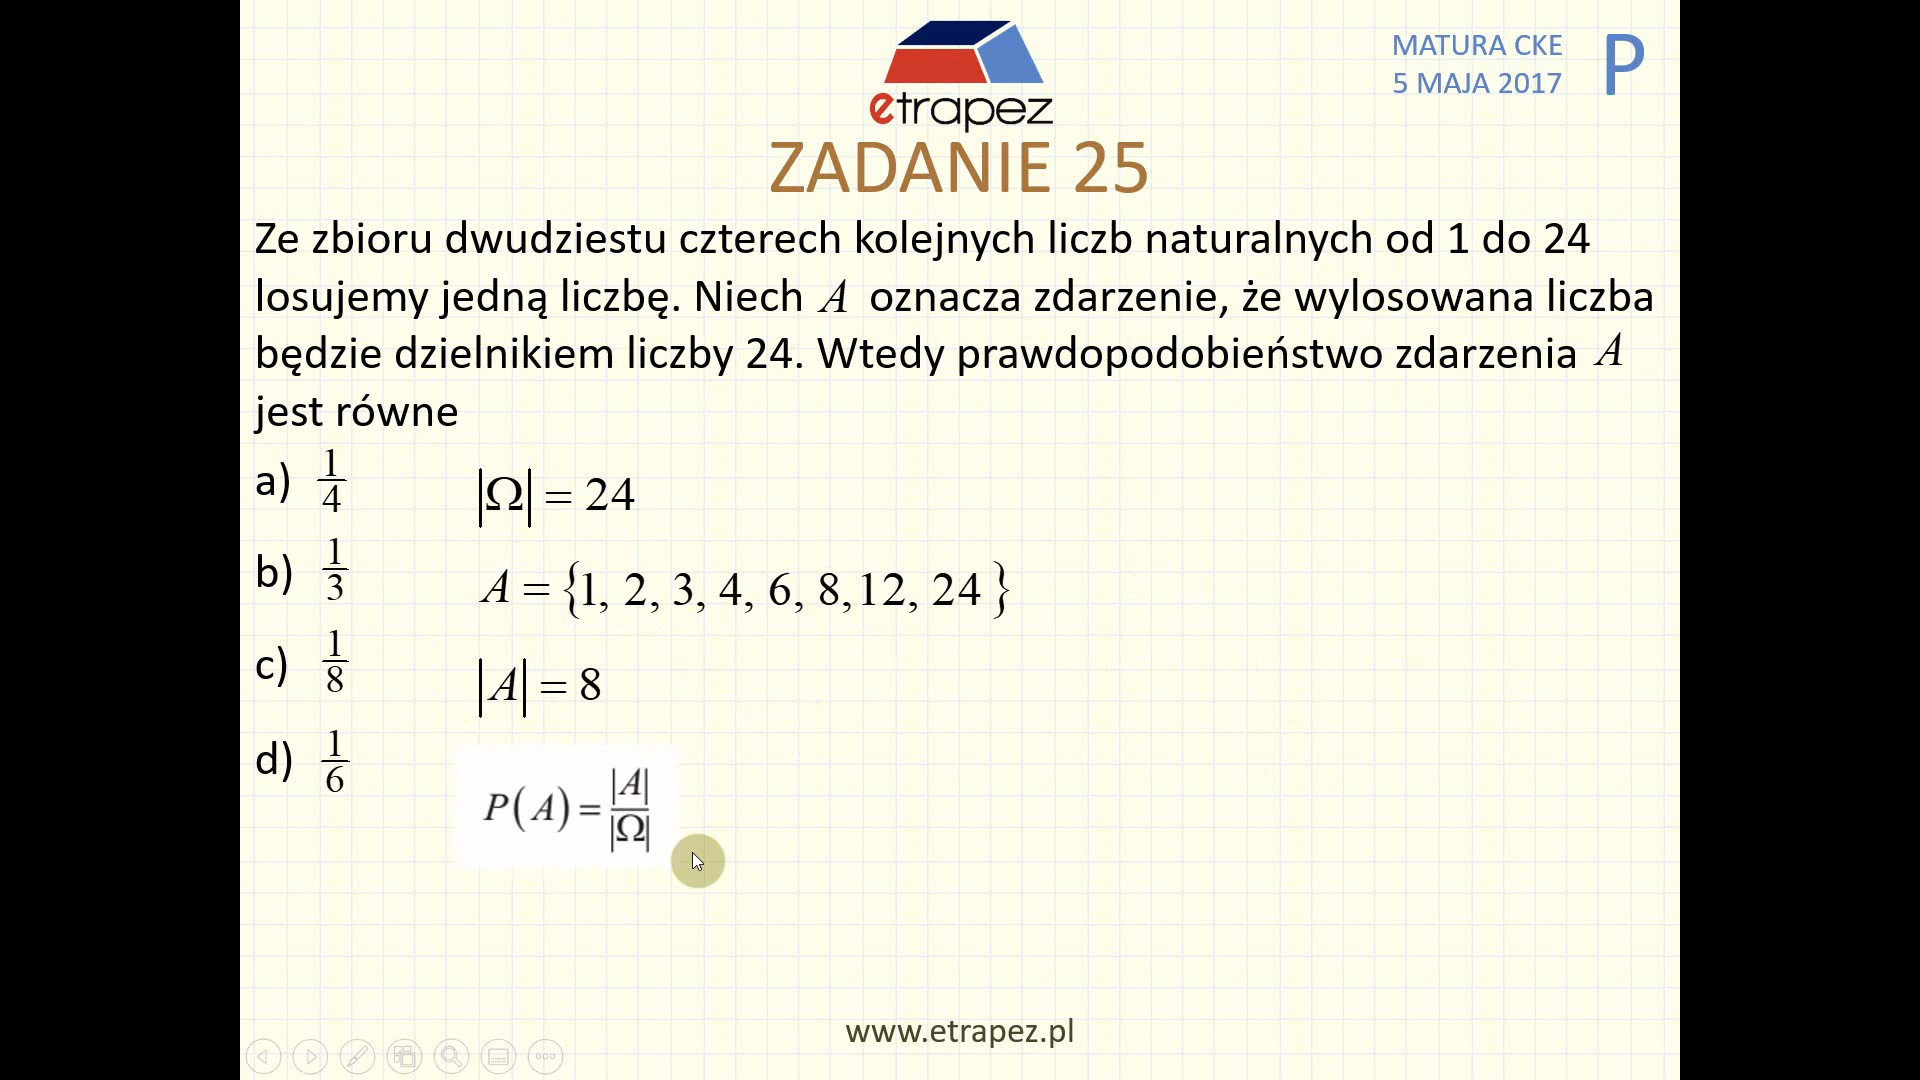 MATURA CKE
5 MAJA 2017
P
etrapez
ZADANIE 25
Ze zbioru dwudziestu czterech kolejnych liczb naturalnych od 1 do 24
losujemy jedną liczbę. Niech A oznacza zdarzenie, że wylosowana liczba
będzie dzielnikiem liczby 24. Wtedy prawdopodobieństwo zdarzenia A
jest równe
a) 1/4
|Ω| = 24
b) 1/3
A = {1, 2, 3, 4, 6, 8, 12, 24}
c) 1/8
|A| = 8
d) 1/6
P(A) = |A|/|Ω|
www.etrapez.pl